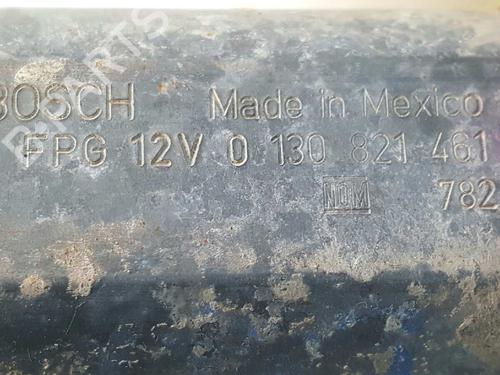 BOSCH Made in Mexico
FPG 12V 0 130 821 461
NOM 782